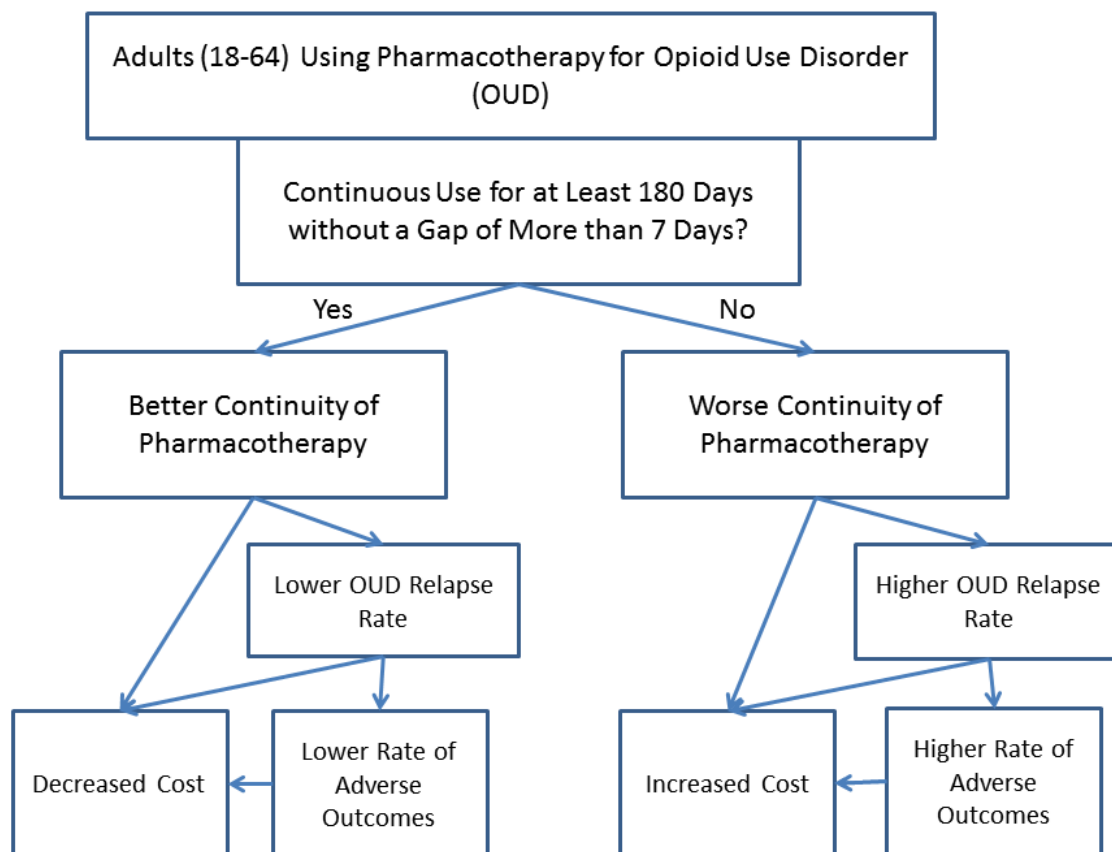 Adults (18-64) Using Pharmacotherapy for Opioid Use Disorder
(OUD)
Continuous Use for at Least 180 Days
without a Gap of More than 7 Days?
Yes
No
Better Continuity of
Pharmacotherapy
Worse Continuity of
Pharmacotherapy
Lower OUD Relapse
Rate
Higher OUD Relapse
Rate
Decreased Cost
Lower Rate of
Adverse
Outcomes
Increased Cost
Higher Rate of
Adverse
Outcomes